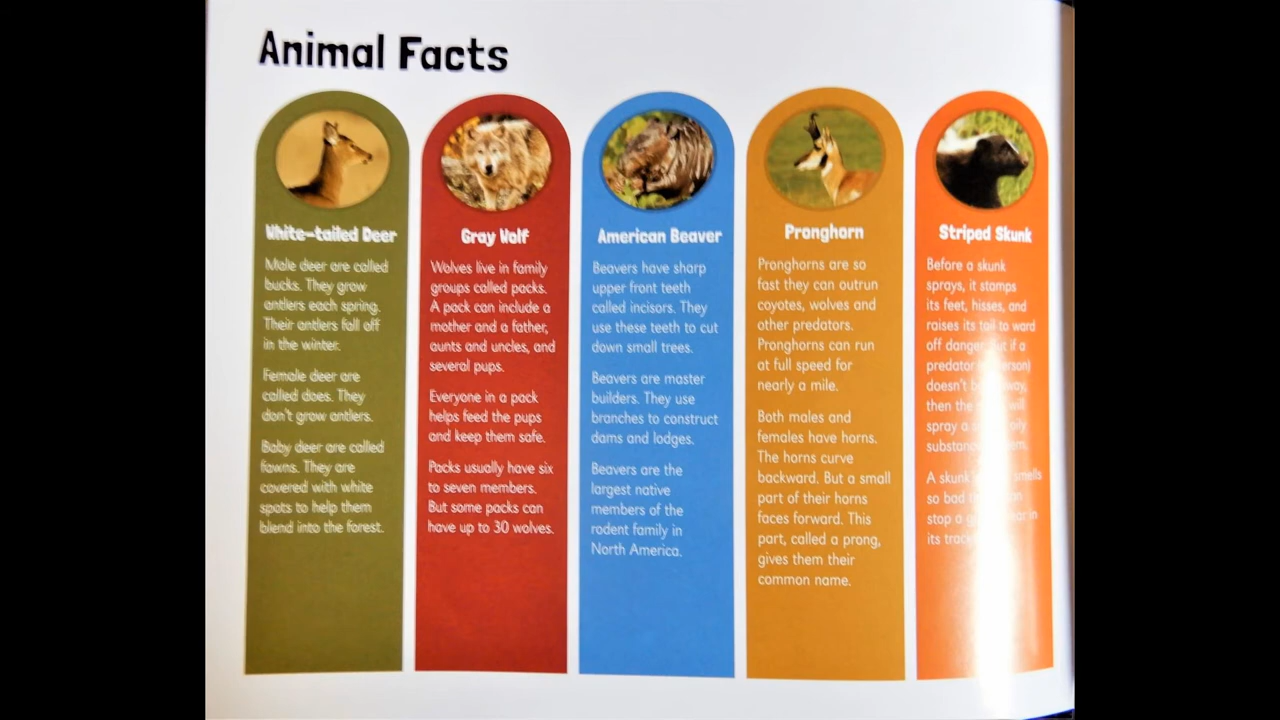 Animal Facts
White-tailed Deer
Male deer are called
bucks. They grow
antlers each spring.
Their antlers fall off
in the winter.
Female deer are
called does. They
don't grow antlers.
Baby deer are called
fawns. They are
covered with white
spots to help them
blend into the forest.
Gray Wolf
Wolves live in family
groups called packs.
A pack can include a
mother and a father,
aunts and uncles, and
several pups.
Everyone in a pack
helps feed the pups
and keep them safe.
Packs usually have six
to seven members.
But some packs can
have up to 30 wolves.
American Beaver
Beavers have sharp
upper front teeth
called incisors. They
use these teeth to cut
down small trees.
Beavers are master
builders. They use
branches to construct
dams and lodges.
Beavers are the
largest native
members of the
rodent family in
North America.
Pronghorn
Pronghorns are so
fast they can outrun
coyotes, wolves and
other predators.
Pronghorns can run
at full speed for
nearly a mile.
Both males and
females have horns.
The horns curve
backward. But a small
part of their horns
faces forward. This
part, called a prong,
gives them their
common name.
Striped Skunk
Before a skunk
sprays, it stamps
its feet, hisses, and
raises its tail to ward
off danger. But if a
predator
doesn't
then the will
spray a
A smells
so bad
stop a in
its